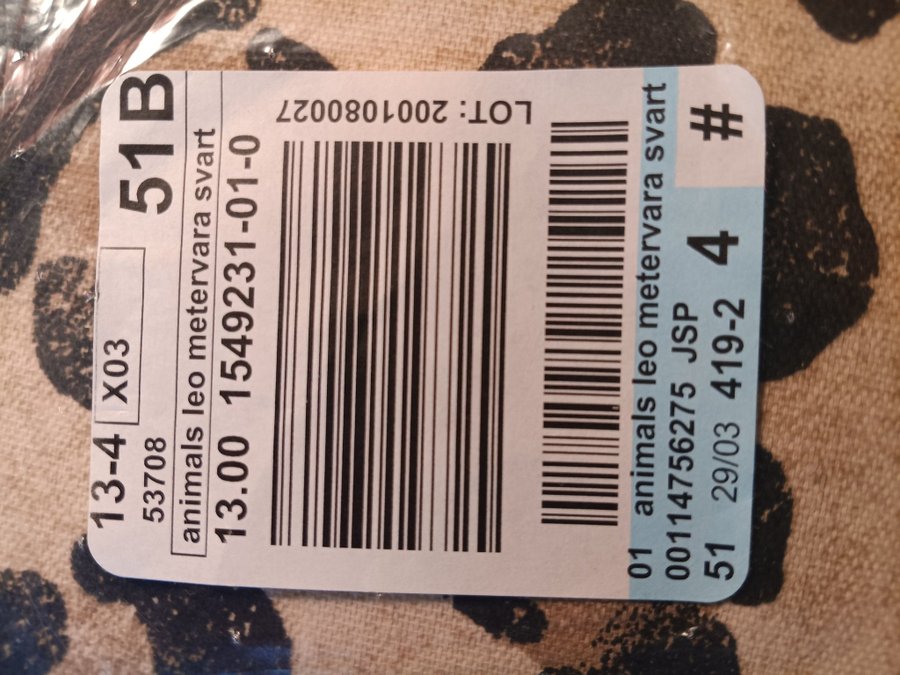 13-4 X03 51B
53708
animals leo metervara svart
13.00 1549231-01-0
LOT: 2001080027
01 animals leo metervara svart
00114756275 JSP #
51 29/03 419-2 4